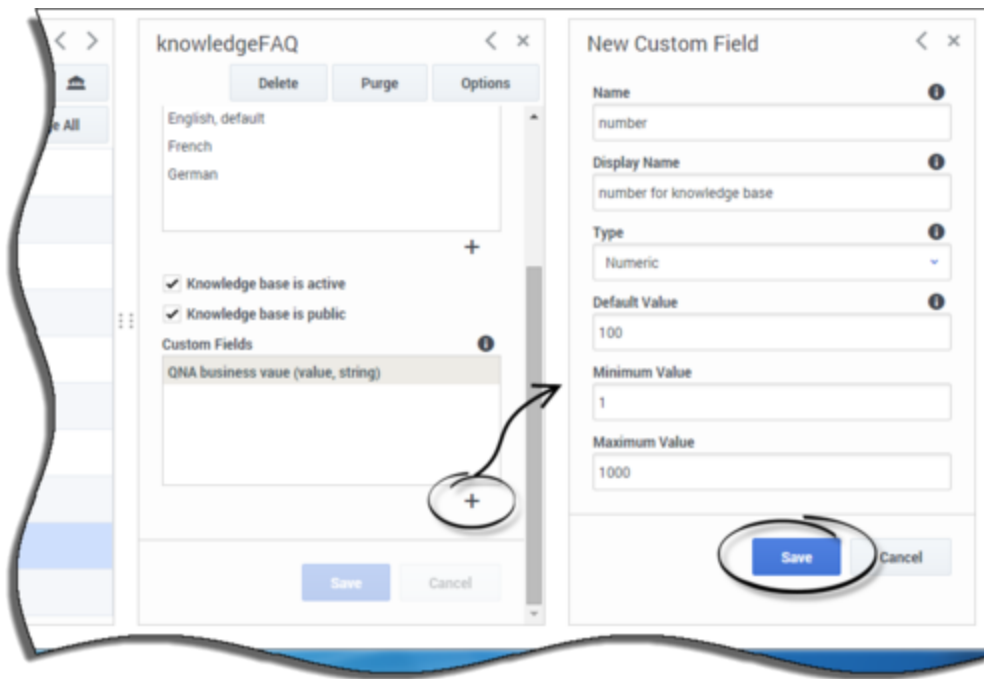 knowledgeFAQ
Delete Purge Options
e All
English, default
French
German
Knowledge base is active
Knowledge base is public
Custom Fields
QNA business vaue (value, string)
Save Cancel
New Custom Field
Name
number
Display Name
number for knowledge base
Type
Numeric
Default Value
100
Minimum Value
1
Maximum Value
1000
Save Cancel